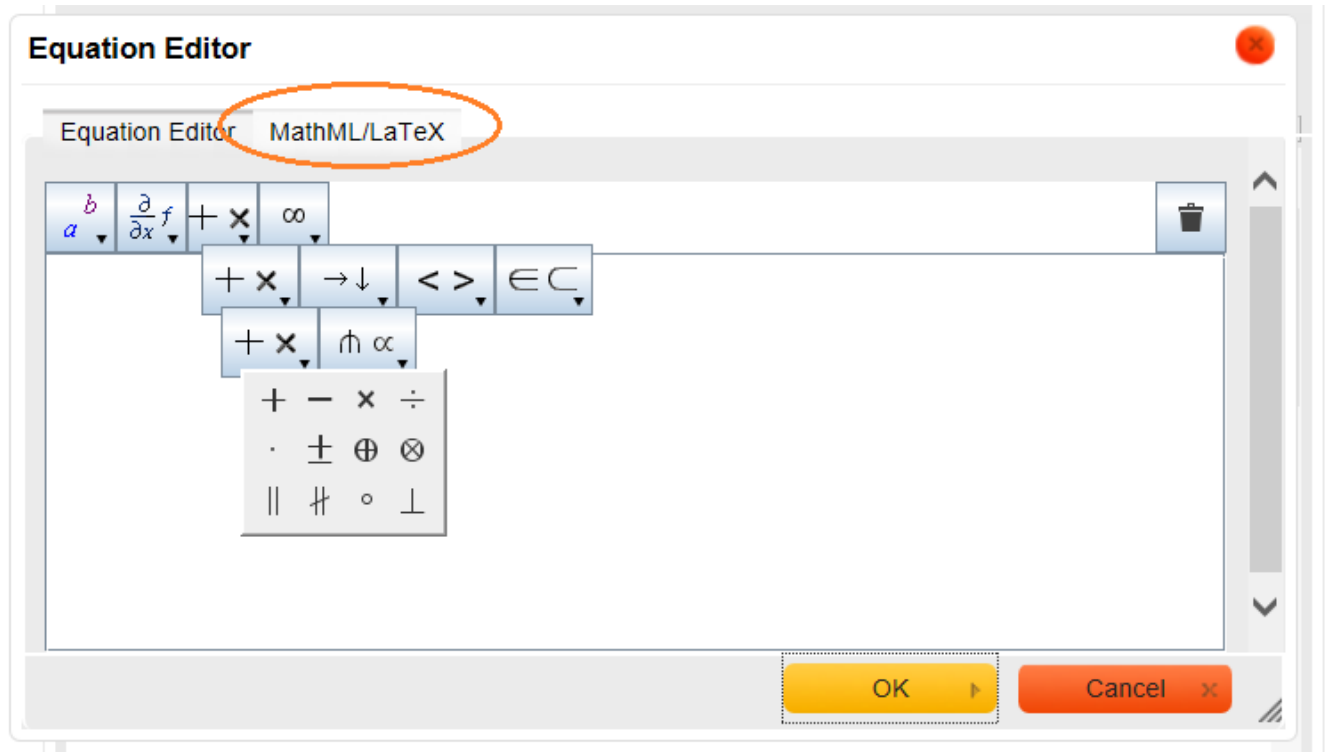 Equation Editor
Equation Editor MathML/LaTeX
a b ∂/∂x f + × ∞
+ × → ↓ < > ∈ ⊂
+ × ⋔ ∝
+ − × ÷
· ± ⊕ ⊗
∥ ∦ ∘ ⊥
OK Cancel